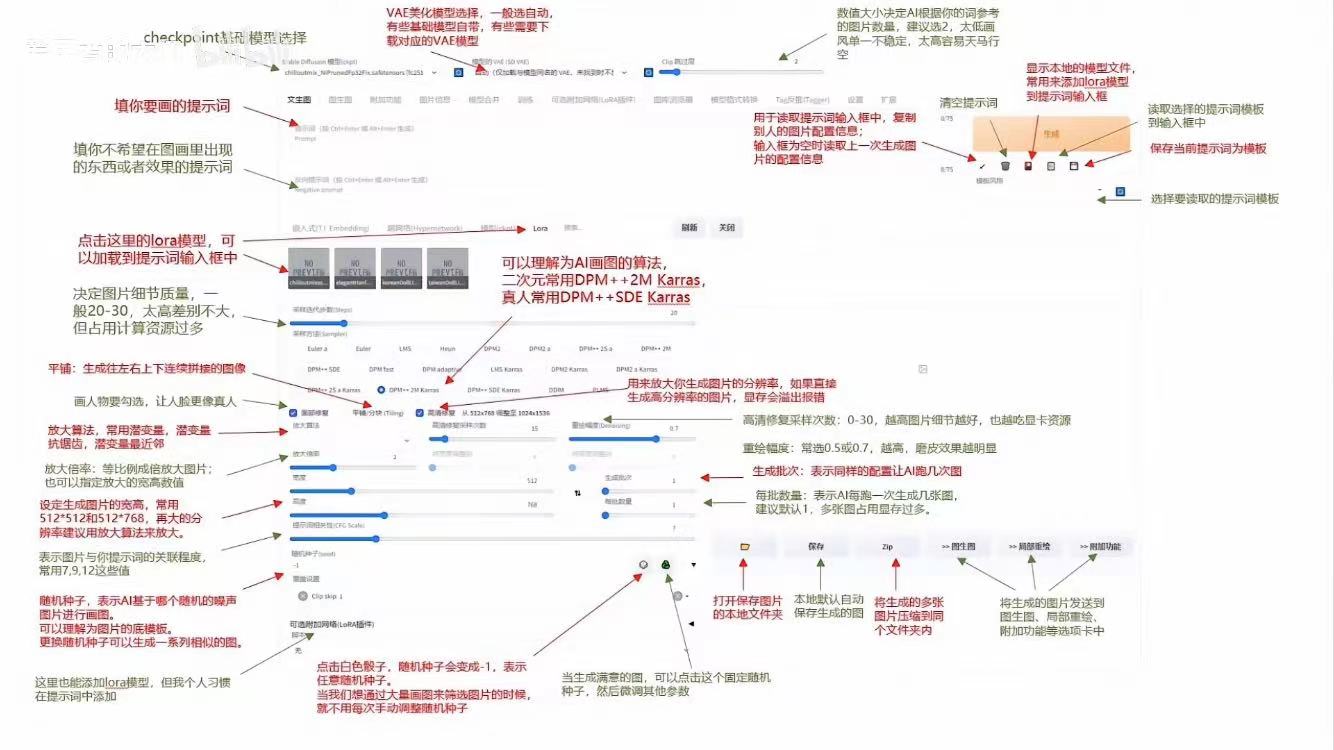 checkpoint基础模型选择
VAE美化模型选择，一般选自动，
有些基础模型自带，有些需要下
载对应的VAE模型
数值大小决定AI根据你的词参考
的图片数量，建议选2，太低画
风单一不稳定，太高容易天马行
空
Stable Diffusion 模型(ckpt)
模型的 VAE (SD VAE)
Clip 跳过层
2
chilloutmix_NiPrunedFp32Fix.safetensors
自动（仅加载与模型同名的 VAE，未找到时不
显示本地的模型文件，
常用来添加lora模型
到提示词输入框
填你要画的提示词
文生图 图生图 附加功能 图片信息 模型合并 训练 可选附加网络(LoRA插件) 图库浏览器 模型格式转换 Tag反推(Tagger) 设置 扩展
清空提示词
读取选择的提示词模板
到输入框中
提示词（按 Ctrl+Enter 或 Alt+Enter 生成）
Prompt
用于读取提示词输入框中，复制
别人的图片配置信息；
输入框为空时读取上一次生成图
片的配置信息
0/75
生成
保存当前提示词为模板
填你不希望在图画里出现
的东西或者效果的提示词
反向提示词（按 Ctrl+Enter 或 Alt+Enter 生成）
Negative prompt
0/75
模板风格
选择要读取的提示词模板
点击这里的lora模型，可
以加载到提示词输入框中
嵌入式(T.I. Embedding) 超网络(Hypernetwork) 模型(ckpt) Lora 搜索...
刷新 关闭
NO PREVIEW NO PREVIEW NO PREVIEW NO PREVIEW
可以理解为AI画图的算法，
二次元常用DPM++2M Karras，
真人常用DPM++SDE Karras
决定图片细节质量，一
般20-30，太高差别不大，
但占用计算资源过多
采样迭代步数(Steps)
20
采样方法(Sampler)
Euler a Euler LMS Heun DPM2 DPM2 a DPM++ 2S a DPM++ 2M
DPM++ SDE DPM fast DPM adaptive LMS Karras DPM2 Karras DPM2 a Karras
DPM++ 2S a Karras DPM++ 2M Karras DPM++ SDE Karras DDIM PLMS
平铺：生成往左右上下连续拼接的图像
用来放大你生成图片的分辨率，如果直接
生成高分辨率的图片，显存会溢出报错
画人物要勾选，让人脸更像真人
面部修复 平铺/分块 (Tiling) 高清修复 从 512x768 调整至 1024x1536
高清修复采样次数：0-30，越高图片细节越好，也越吃显卡资源
放大算法，常用潜变量，潜变量
抗锯齿，潜变量最近邻
放大算法
高清修复采样次数
15
重绘幅度(Denoising)
0.7
重绘幅度：常选0.5或0.7，越高，磨皮效果越明显
放大倍率：等比例成倍放大图片；
也可以指定放大的宽高数值
放大倍率
2
将宽度调整到
0
将高度调整到
0
生成批次：表示同样的配置让AI跑几次图
宽度
512
生成批次
1
设定生成图片的宽高，常用
512*512和512*768，再大的分
辨率建议用放大算法来放大。
高度
768
每批数量
1
每批数量：表示AI每跑一次生成几张图，
建议默认1，多张图占用显存过多。
表示图片与你提示词的关联程度，
常用7,9,12这些值
提示词相关性(CFG Scale)
7
保存 Zip >> 图生图 >> 局部重绘 >> 附加功能
随机种子(seed)
-1
随机种子，表示AI基于哪个随机的噪声
图片进行画图。
可以理解为图片的底模板。
更换随机种子可以生成一系列相似的图。
覆盖设置
Clip skip: 1
打开保存图片
的本地文件夹
本地默认自动
保存生成的图
将生成的多张
图片压缩到同
个文件夹内
将生成的图片发送到
图生图、局部重绘、
附加功能等选项卡中
可选附加网络(LoRA插件)
脚本
无
这里也能添加lora模型，但我个人习惯
在提示词中添加
点击白色骰子，随机种子会变成-1，表示
任意随机种子。
当我们想通过大量画图来筛选图片的时候，
就不用每次手动调整随机种子
当生成满意的图，可以点击这个固定随机
种子，然后微调其他参数